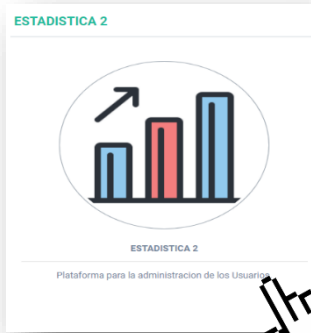 ESTADISTICA 2
ESTADISTICA 2
Plataforma para la administracion de los Usuarios